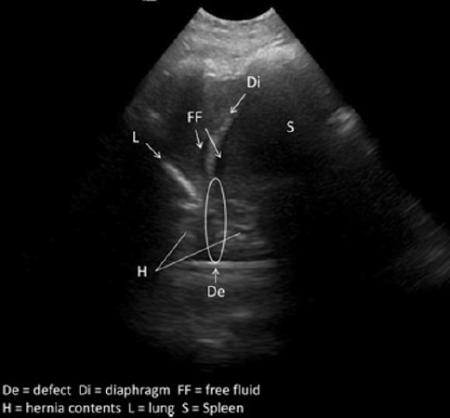 Di
FF
S
L
H
De
De = defect Di = diaphragm FF = free fluid
H = hernia contents L = lung S = Spleen